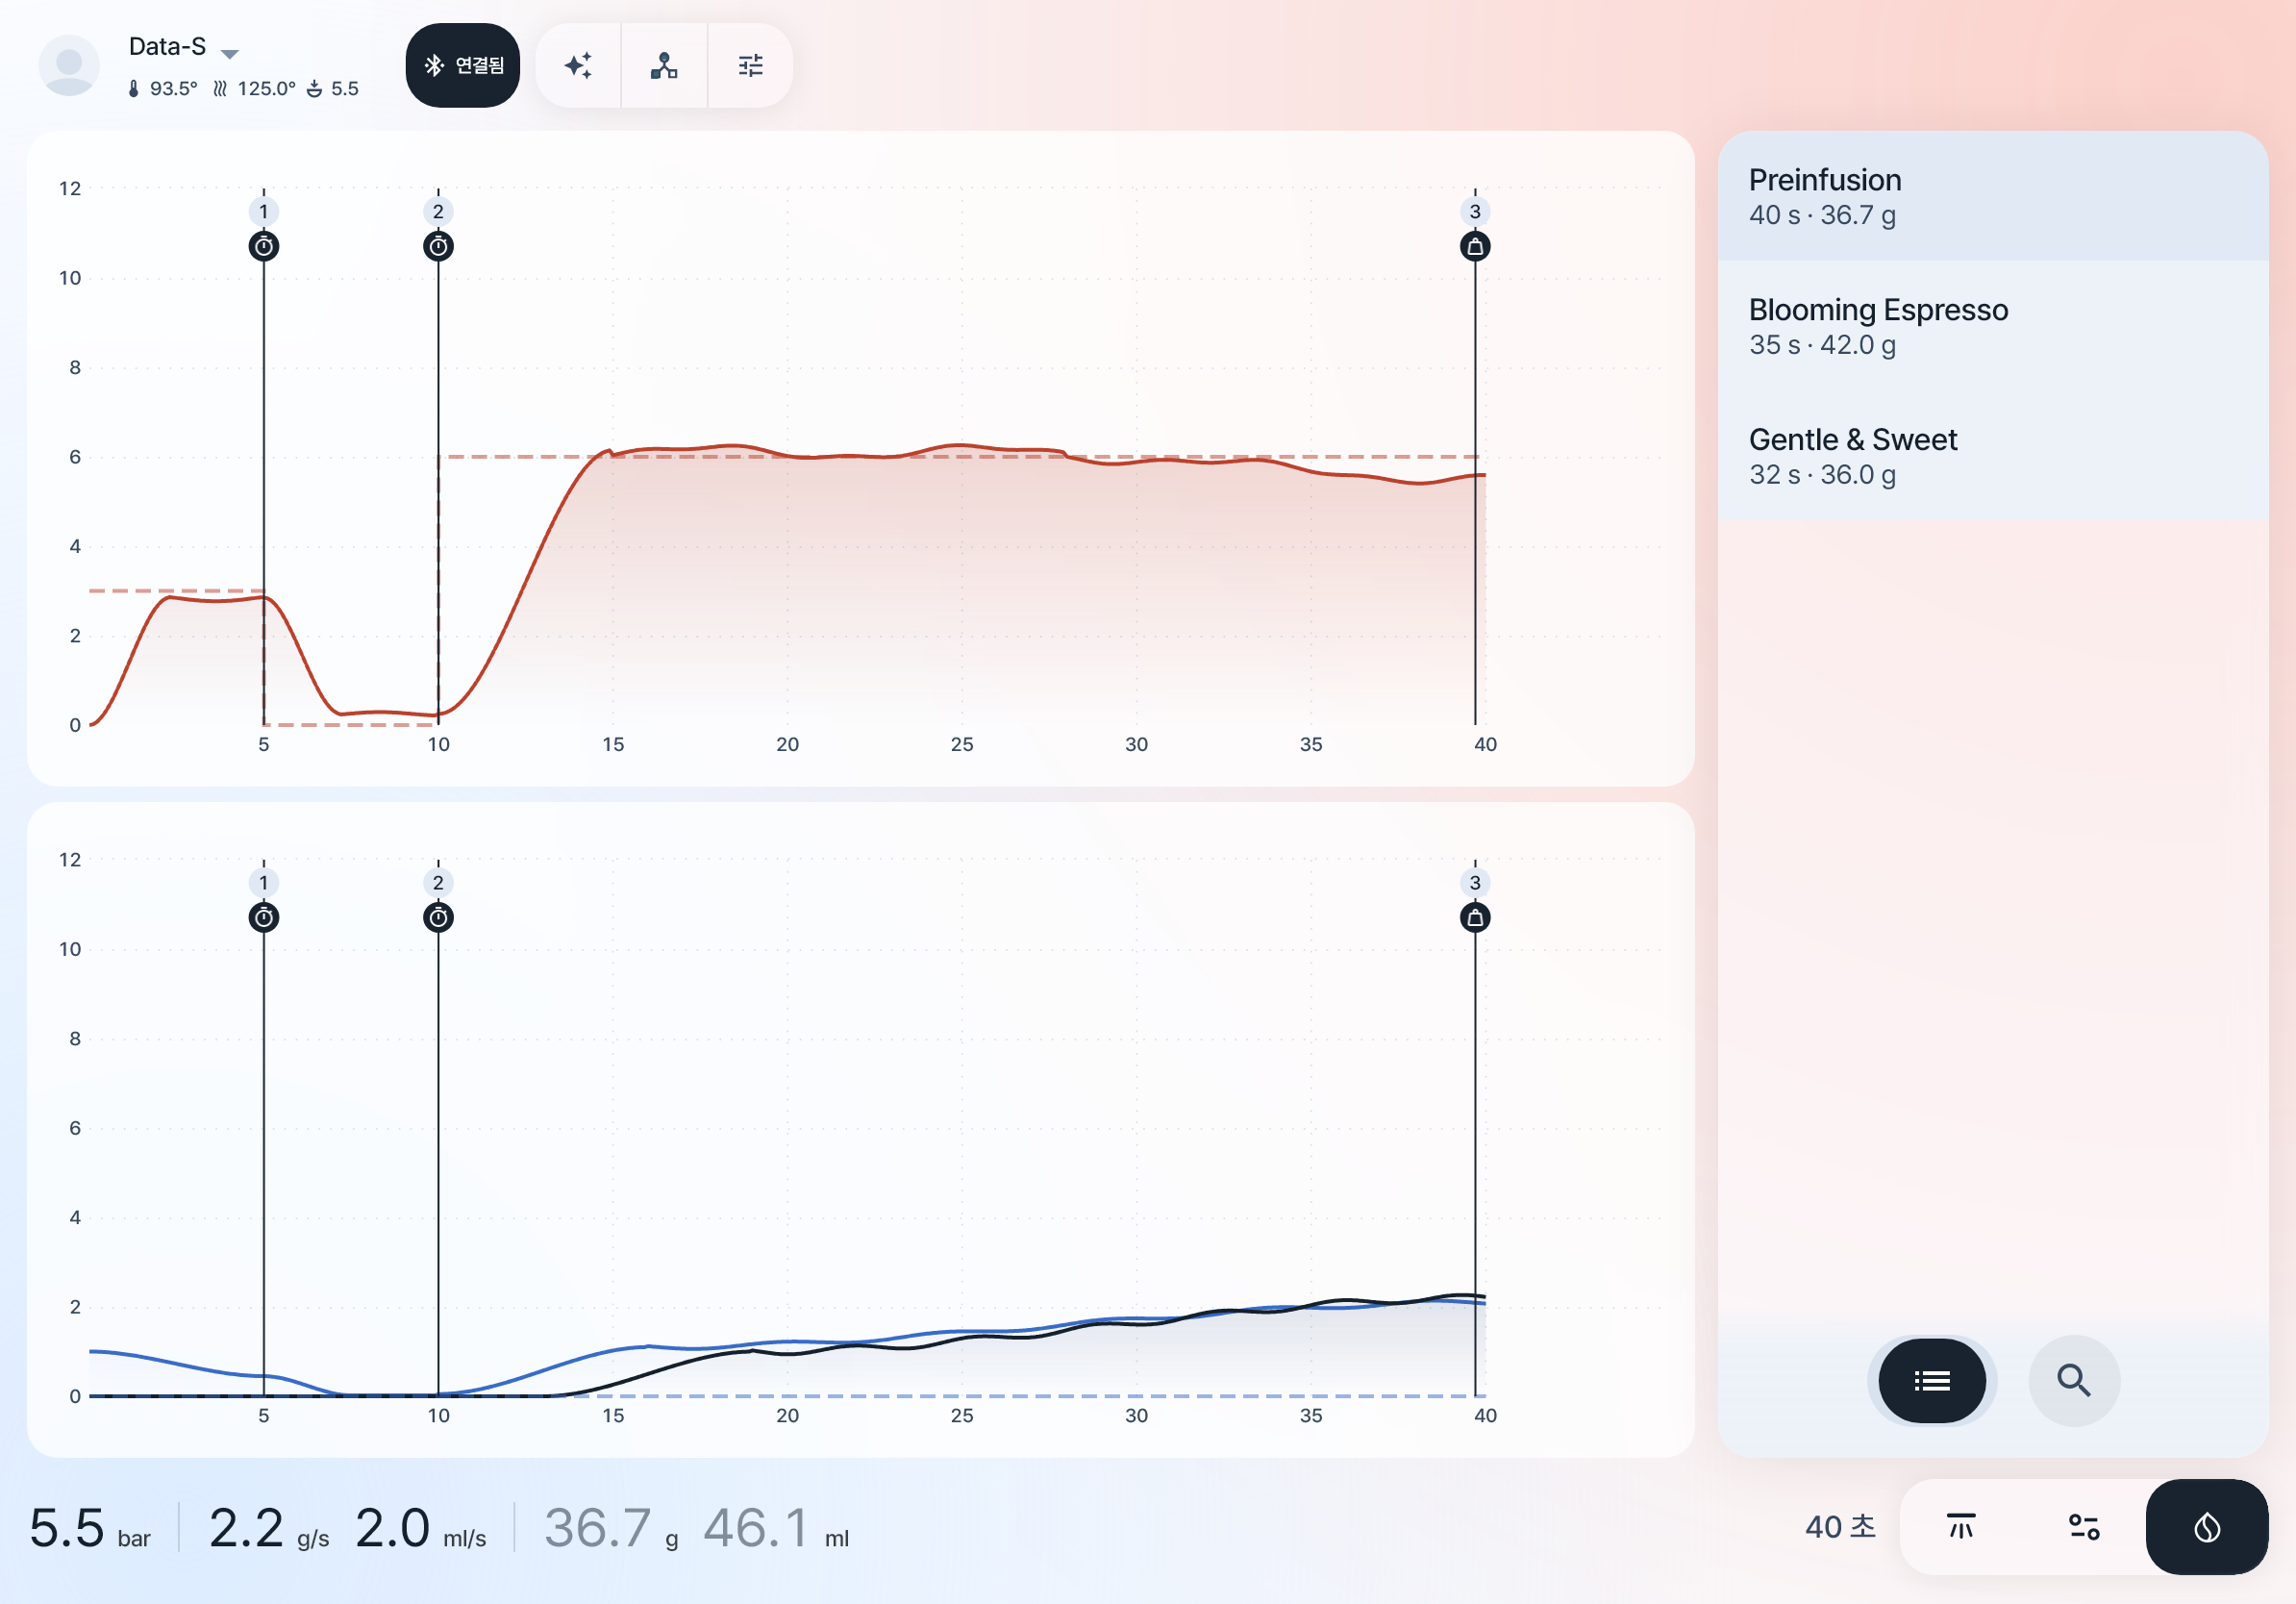 Data-S
93.5° 125.0° 5.5
연결됨
12
10
8
6
4
2
0
1
2
3
5 10 15 20 25 30 35 40
12
10
8
6
4
2
0
1
2
3
5 10 15 20 25 30 35 40
Preinfusion
40 s · 36.7 g
Blooming Espresso
35 s · 42.0 g
Gentle & Sweet
32 s · 36.0 g
5.5 bar 2.2 g/s 2.0 ml/s 36.7 g 46.1 ml
40 초